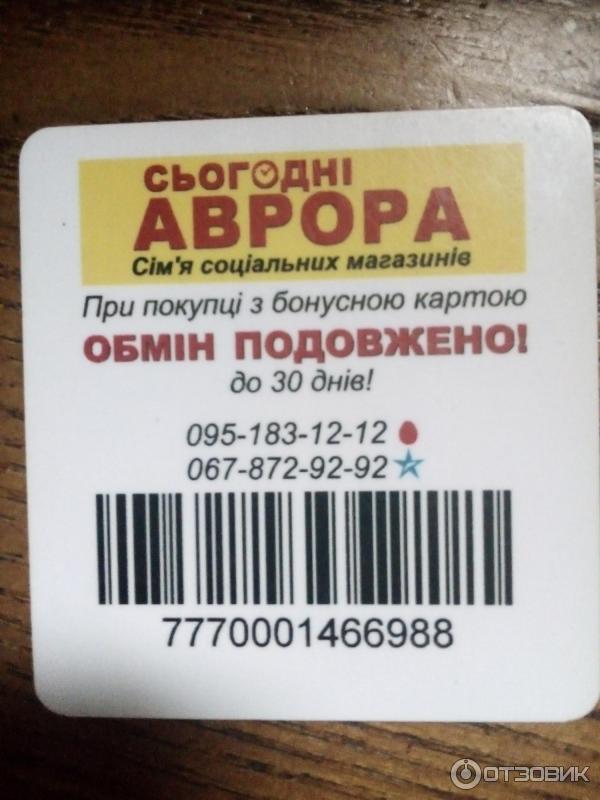 СЬОГОДНІ
АВРОРА
Сім'я соціальних магазинів
При покупці з бонусною картою
ОБМІН ПОДОВЖЕНО!
до 30 днів!
095-183-12-12
067-872-92-92
7770001466988
ОТЗОВИК